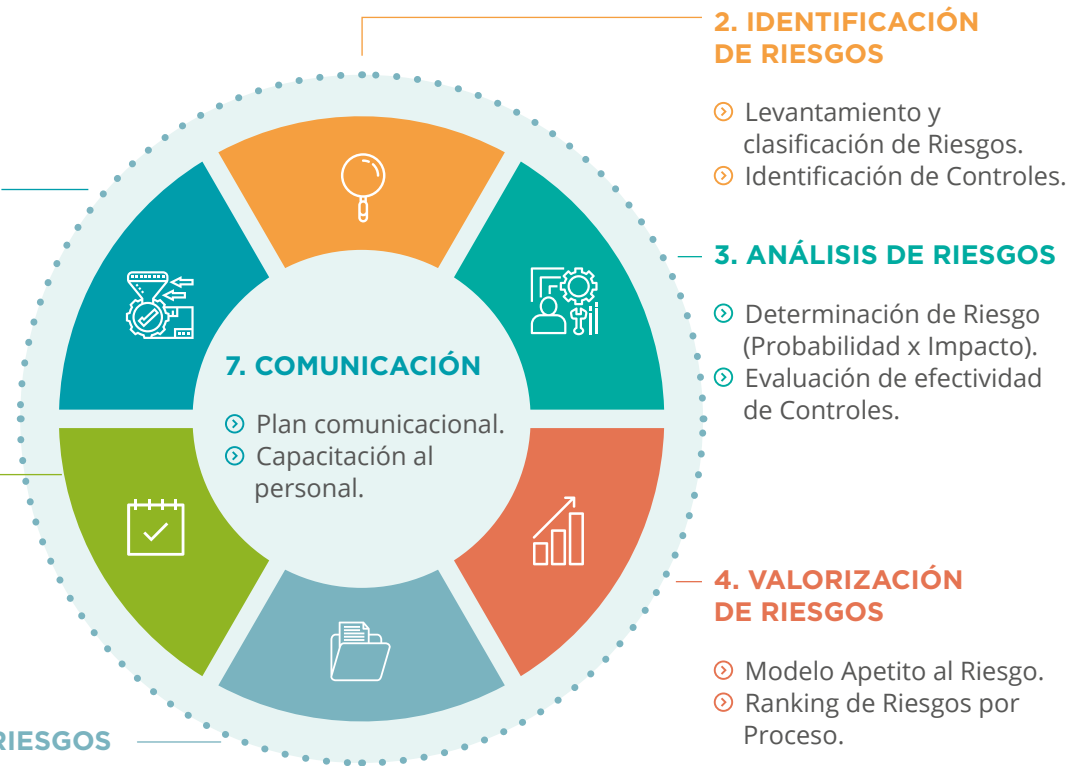 2. IDENTIFICACIÓN
DE RIESGOS
Levantamiento y
clasificación de Riesgos.
Identificación de Controles.
3. ANÁLISIS DE RIESGOS
Determinación de Riesgo
(Probabilidad x Impacto).
Evaluación de efectividad
de Controles.
7. COMUNICACIÓN
Plan comunicacional.
Capacitación al
personal.
4. VALORIZACIÓN
DE RIESGOS
Modelo Apetito al Riesgo.
Ranking de Riesgos por
Proceso.
RIESGOS